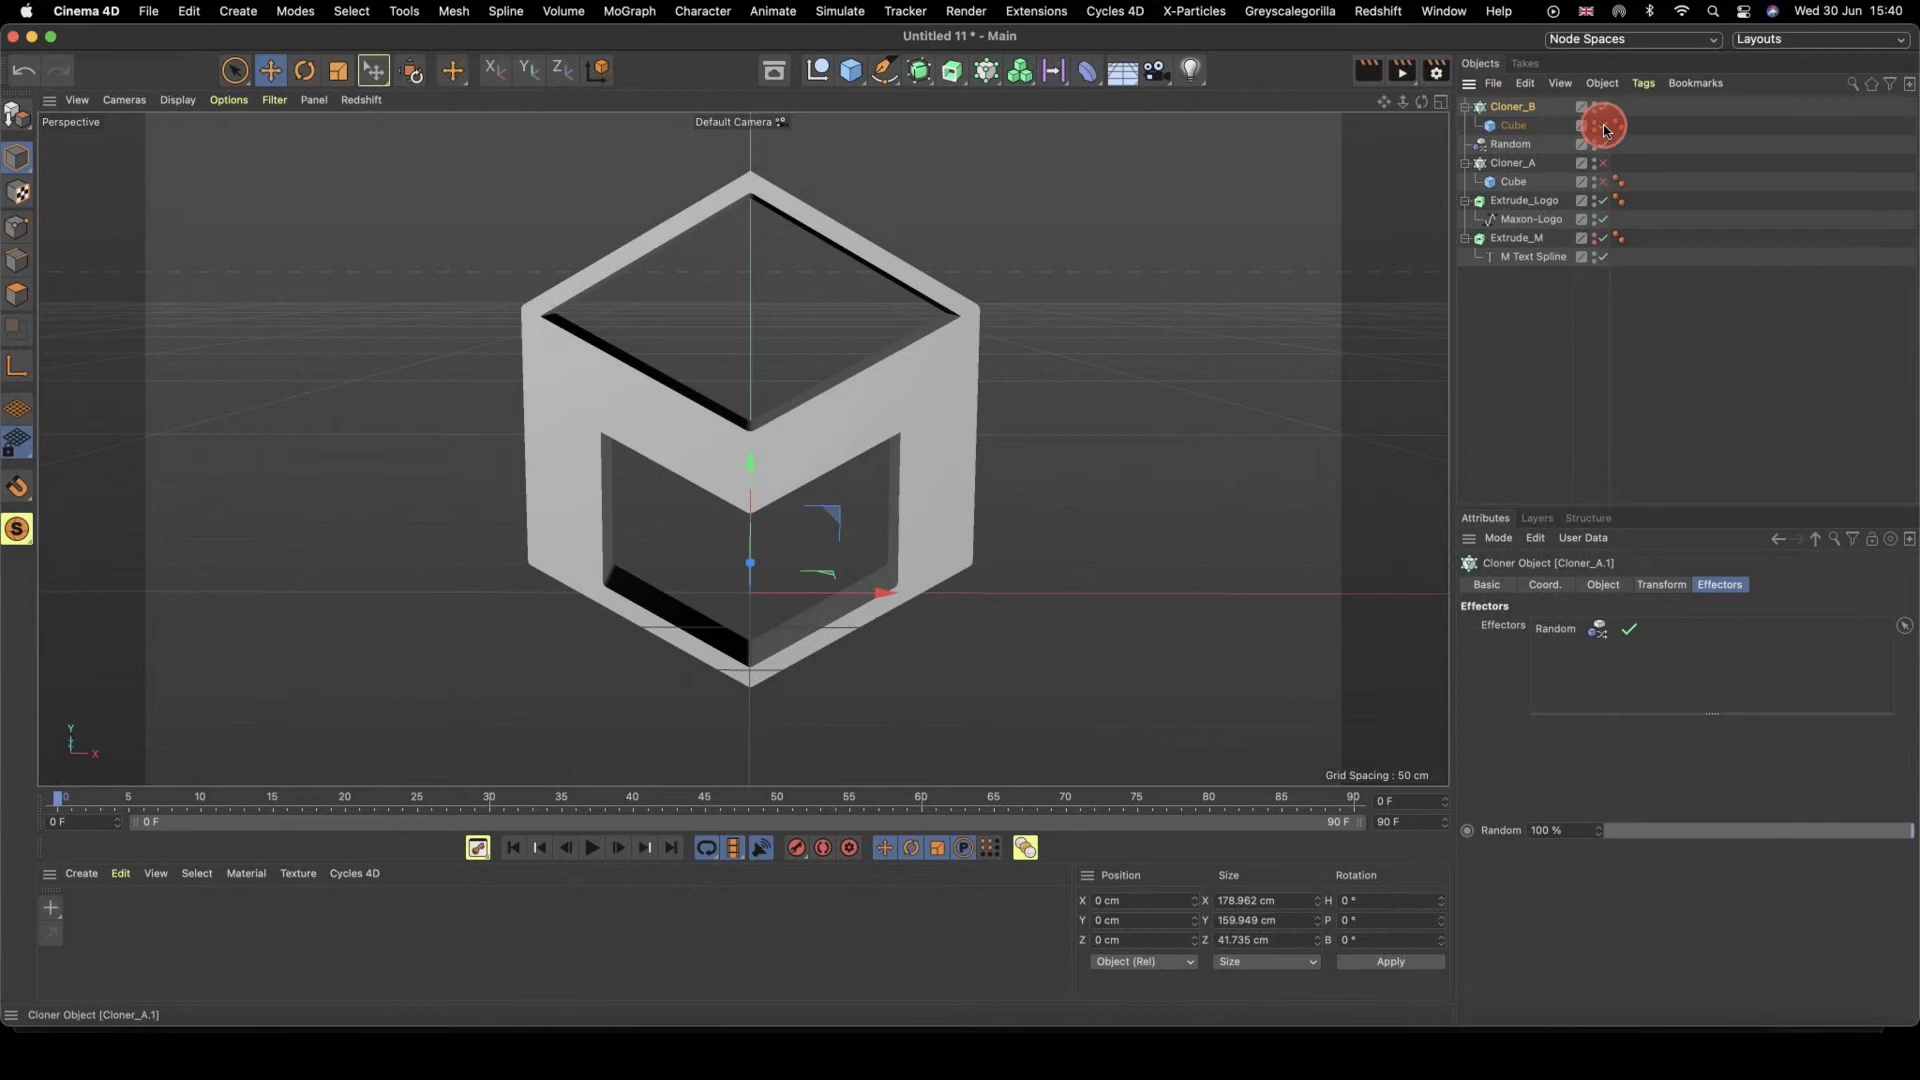 Cinema 4D File Edit Create Modes Select Tools Mesh Spline Volume MoGraph Character Animate Simulate Tracker Render Extensions Cycles 4D X-Particles Greyscalegorilla Redshift Window Help Wed 30 Jun 15:40
Untitled 11 * - Main
Node Spaces Layouts
Objects Takes
File Edit View Object Tags Bookmarks
View Cameras Display Options Filter Panel Redshift
Perspective
Default Camera
Cloner_B
Cube
Random
Cloner_A
Cube
Extrude_Logo
Maxon-Logo
Extrude_M
M Text Spline
Attributes Layers Structure
Mode Edit User Data
Cloner Object [Cloner_A.1]
Basic Coord. Object Transform Effectors
Effectors
Effectors Random
Random 100 %
Y
Z
X
Grid Spacing : 50 cm
0 5 10 15 20 25 30 35 40 45 50 55 60 65 70 75 80 85 90 0 F
0 F 0 F 90 F 90 F
Create Edit View Select Material Texture Cycles 4D
Position Size Rotation
X 0 cm X 178.962 cm H 0 °
Y 0 cm Y 159.949 cm P 0 °
Z 0 cm Z 41.735 cm B 0 °
Object (Rel) Size Apply
Cloner Object [Cloner_A.1]